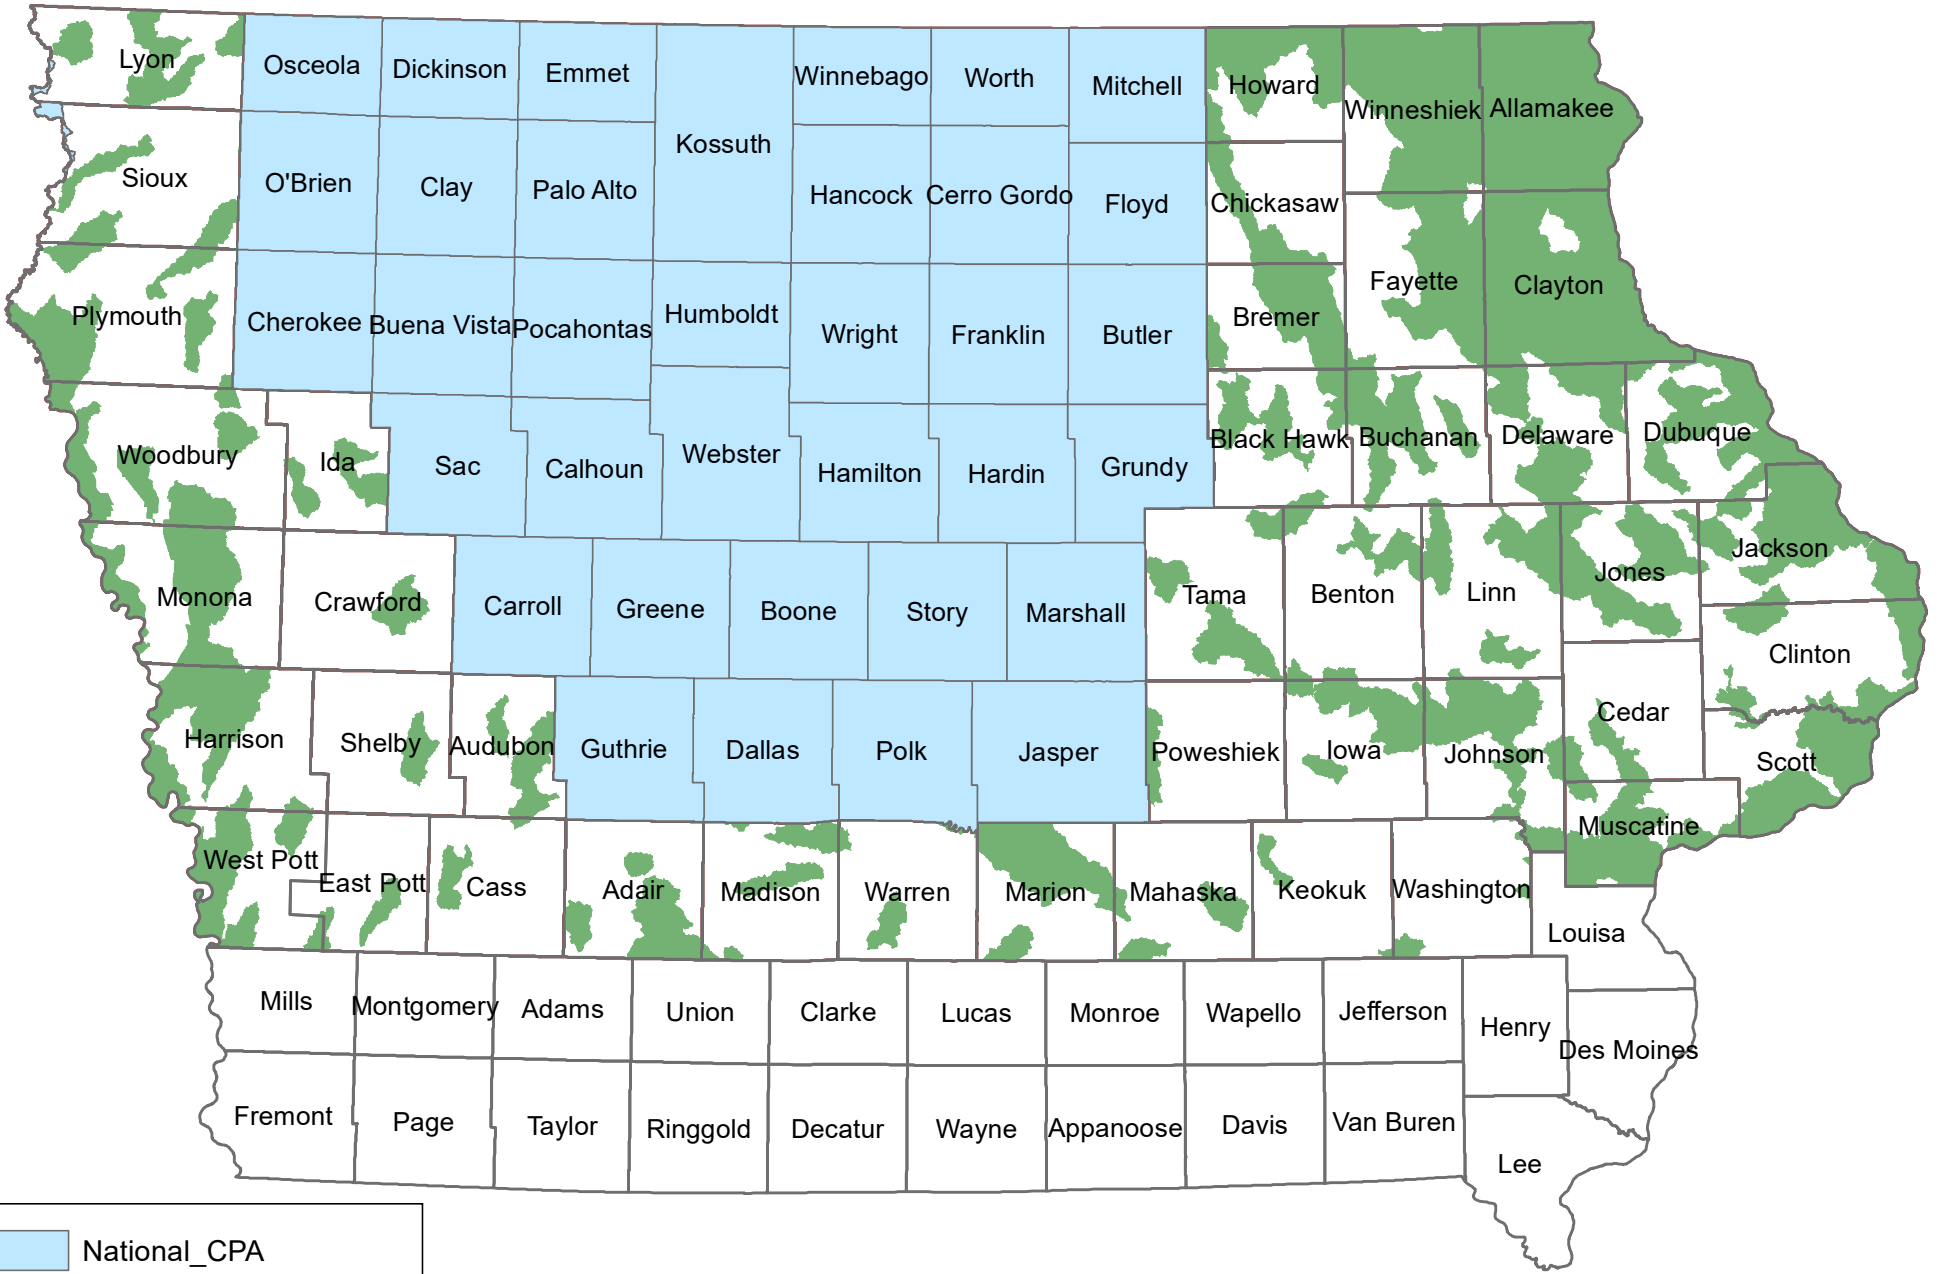 Lyon
Osceola
Dickinson
Emmet
Winnebago
Worth
Mitchell
Howard
Winneshiek
Allamakee
Kossuth
Sioux
O'Brien
Clay
Palo Alto
Hancock
Cerro Gordo
Floyd
Chickasaw
Fayette
Clayton
Plymouth
Cherokee
Buena Vista
Pocahontas
Humboldt
Wright
Franklin
Butler
Bremer
Woodbury
Ida
Sac
Calhoun
Webster
Hamilton
Hardin
Grundy
Black Hawk
Buchanan
Delaware
Dubuque
Monona
Crawford
Carroll
Greene
Boone
Story
Marshall
Tama
Benton
Linn
Jones
Jackson
Clinton
Harrison
Shelby
Audubon
Guthrie
Dallas
Polk
Jasper
Poweshiek
Iowa
Johnson
Cedar
Scott
Muscatine
West Pott
East Pott
Cass
Adair
Madison
Warren
Marion
Mahaska
Keokuk
Washington
Louisa
Mills
Montgomery
Adams
Union
Clarke
Lucas
Monroe
Wapello
Jefferson
Henry
Des Moines
Fremont
Page
Taylor
Ringgold
Decatur
Wayne
Appanoose
Davis
Van Buren
Lee
National_CPA